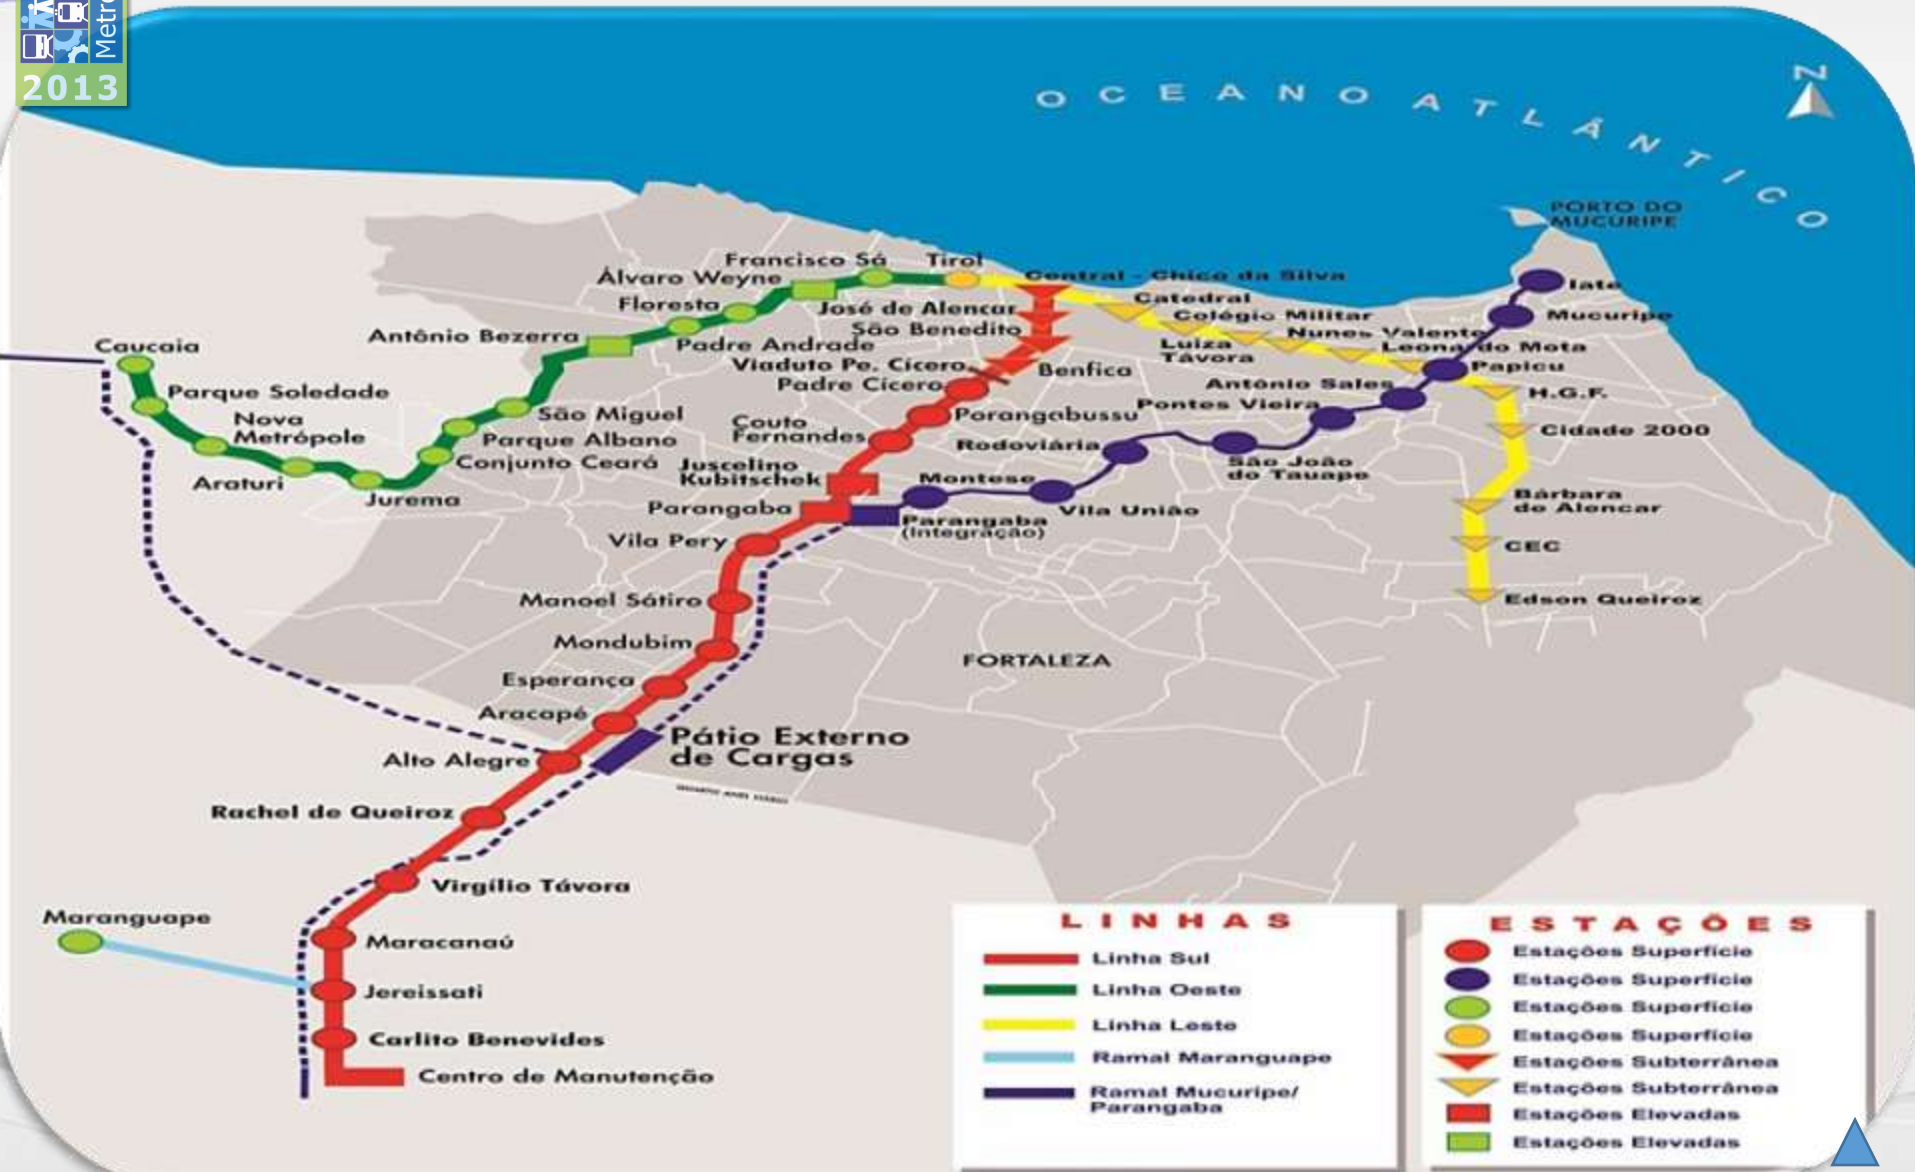 Metro
2013
OCEANO ATLÂNTICO
N
PORTO DO
MUCURIPE
Francisco Sá
Tirol
Central - Chico da Silva
Iate
Álvaro Weyne
Catedral
Floresta
José de Alencar
Colégio Militar
Mucuripe
São Benedito
Nunes Valente
Antônio Bezerra
Padre Andrade
Luiza
Távora
Leonardo Mota
Caucaia
Viaduto Pe. Cícero
Benfica
Papicu
Padre Cícero
Antônio Sales
Parque Soledade
H.G.F.
Pontes Vieira
São Miguel
Porangabussu
Nova
Metrópole
Couto
Fernandes
Cidade 2000
Parque Albano
Rodoviária
Conjunto Ceará
Juscelino
Kubitschek
São João
do Tauape
Araturi
Montese
Jurema
Bárbara
de Alencar
Parangaba
Vila União
Parangaba
(Integração)
Vila Pery
CEC
Manoel Sátiro
Edson Queiroz
Mondubim
FORTALEZA
Esperança
Aracapé
Pátio Externo
de Cargas
Alto Alegre
Rachel de Queiroz
Virgílio Távora
Maranguape
Maracanaú
Jereissati
Carlito Benevides
Centro de Manutenção
LINHAS
Linha Sul
Linha Oeste
Linha Leste
Ramal Maranguape
Ramal Mucuripe/
Parangaba
ESTAÇÕES
Estações Superfície
Estações Superfície
Estações Superfície
Estações Superfície
Estações Subterrânea
Estações Subterrânea
Estações Elevadas
Estações Elevadas